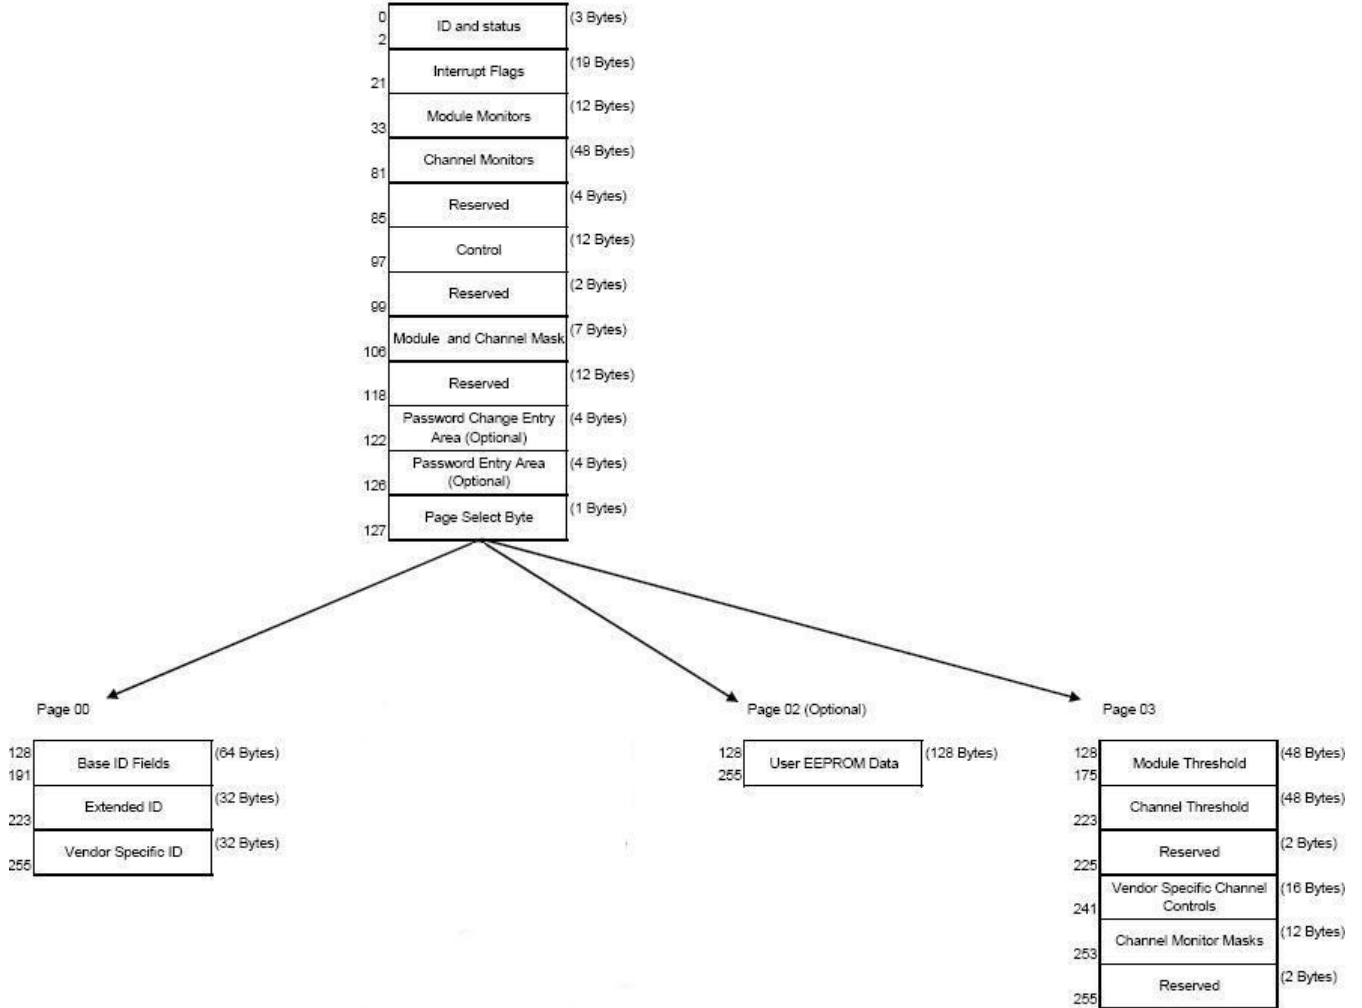 0
ID and status
(3 Bytes)
2
Interrupt Flags
(19 Bytes)
21
Module Monitors
(12 Bytes)
33
Channel Monitors
(48 Bytes)
81
Reserved
(4 Bytes)
85
Control
(12 Bytes)
97
Reserved
(2 Bytes)
99
Module and Channel Mask
(7 Bytes)
106
Reserved
(12 Bytes)
118
Password Change Entry
Area (Optional)
(4 Bytes)
122
Password Entry Area
(Optional)
(4 Bytes)
126
Page Select Byte
(1 Bytes)
127
Page 00
128
Base ID Fields
(64 Bytes)
191
Extended ID
(32 Bytes)
223
Vendor Specific ID
(32 Bytes)
255
Page 02 (Optional)
128
User EEPROM Data
(128 Bytes)
255
Page 03
128
Module Threshold
(48 Bytes)
175
Channel Threshold
(48 Bytes)
223
Reserved
(2 Bytes)
225
Vendor Specific Channel
Controls
(16 Bytes)
241
Channel Monitor Masks
(12 Bytes)
253
Reserved
(2 Bytes)
255